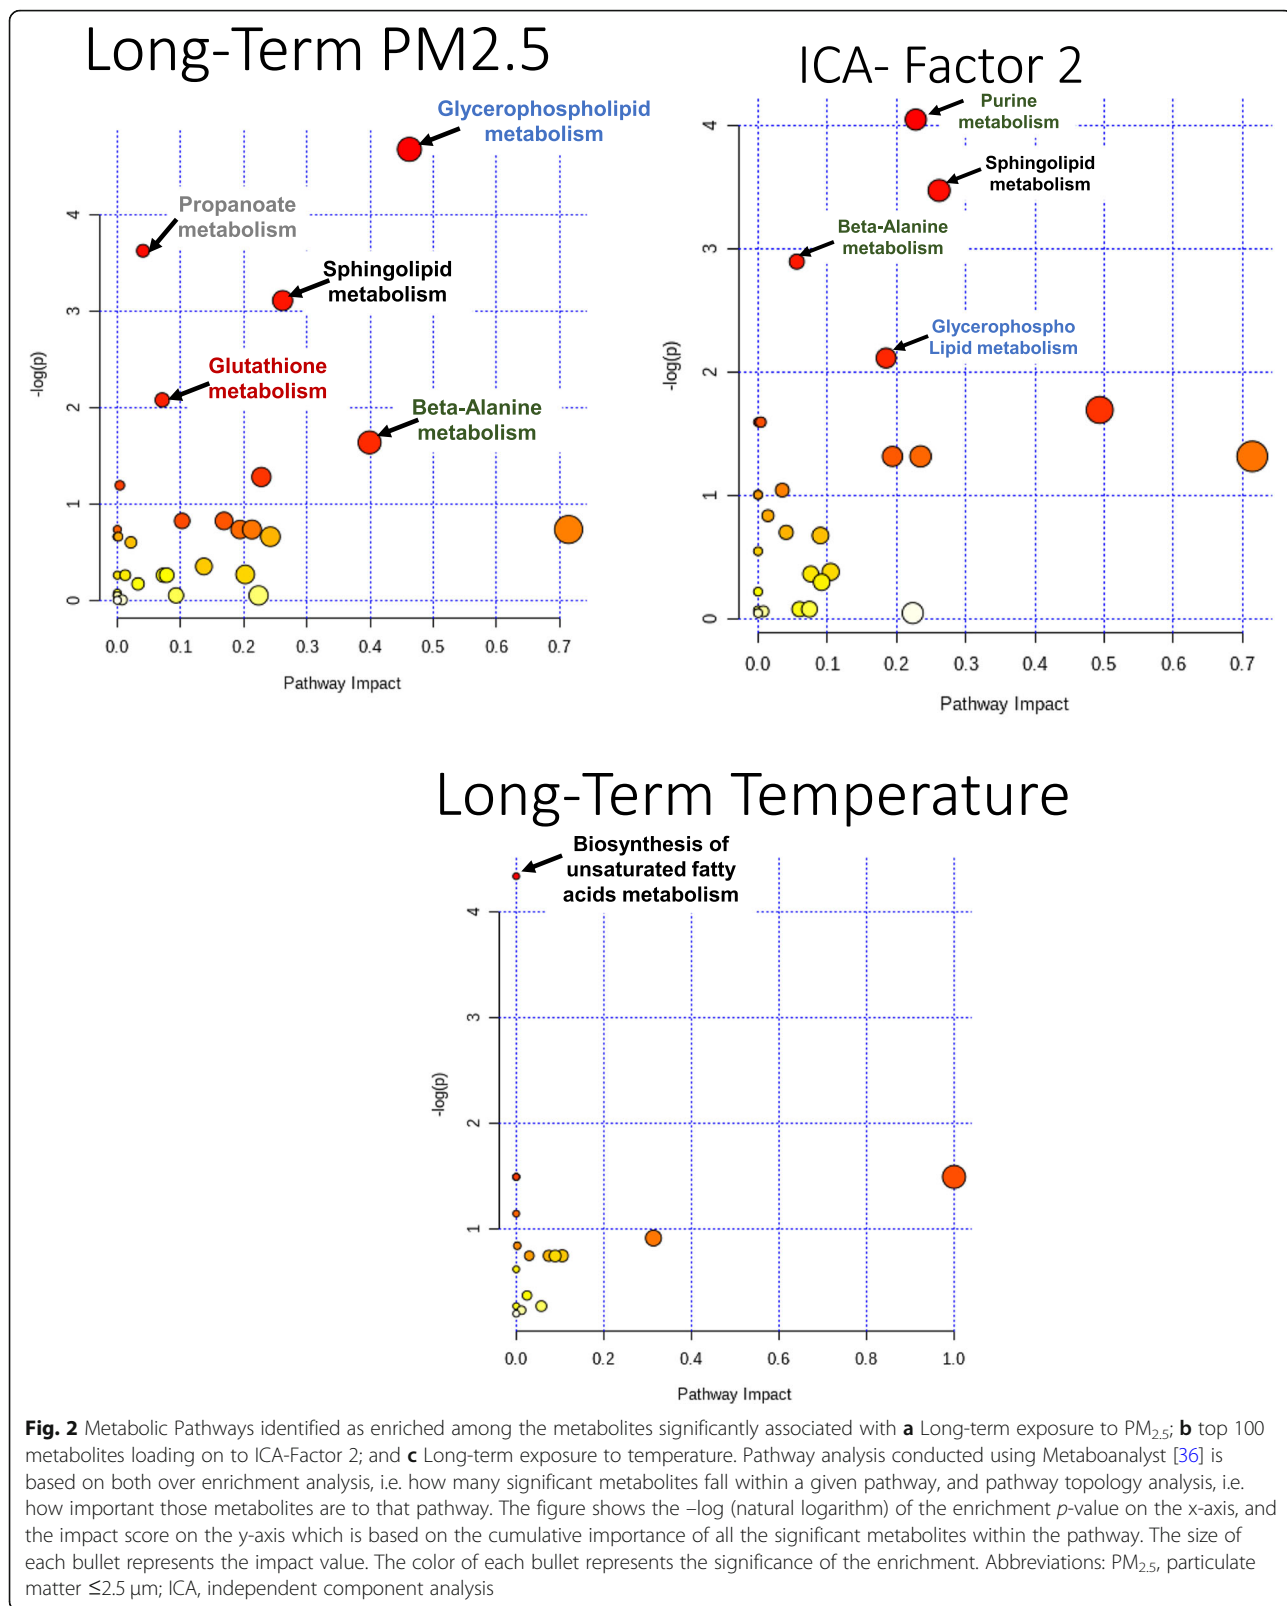 Long-Term PM2.5
Glycerophospholipid
metabolism
Propanoate
metabolism
Sphingolipid
metabolism
Glutathione
metabolism
Beta-Alanine
metabolism
-log(p)
4
3
2
1
0
0.0 0.1 0.2 0.3 0.4 0.5 0.6 0.7
Pathway Impact
ICA- Factor 2
Purine
metabolism
Sphingolipid
metabolism
Beta-Alanine
metabolism
Glycerophospho
Lipid metabolism
-log(p)
4
3
2
1
0
0.0 0.1 0.2 0.3 0.4 0.5 0.6 0.7
Pathway Impact
Long-Term Temperature
Biosynthesis of
unsaturated fatty
acids metabolism
-log(p)
4
3
2
1
0.0 0.2 0.4 0.6 0.8 1.0
Pathway Impact
Fig. 2 Metabolic Pathways identified as enriched among the metabolites significantly associated with a Long-term exposure to PM2.5; b top 100
metabolites loading on to ICA-Factor 2; and c Long-term exposure to temperature. Pathway analysis conducted using Metaboanalyst [36] is
based on both over enrichment analysis, i.e. how many significant metabolites fall within a given pathway, and pathway topology analysis, i.e.
how important those metabolites are to that pathway. The figure shows the –log (natural logarithm) of the enrichment p-value on the x-axis, and
the impact score on the y-axis which is based on the cumulative importance of all the significant metabolites within the pathway. The size of
each bullet represents the impact value. The color of each bullet represents the significance of the enrichment. Abbreviations: PM2.5, particulate
matter ≤2.5 μm; ICA, independent component analysis